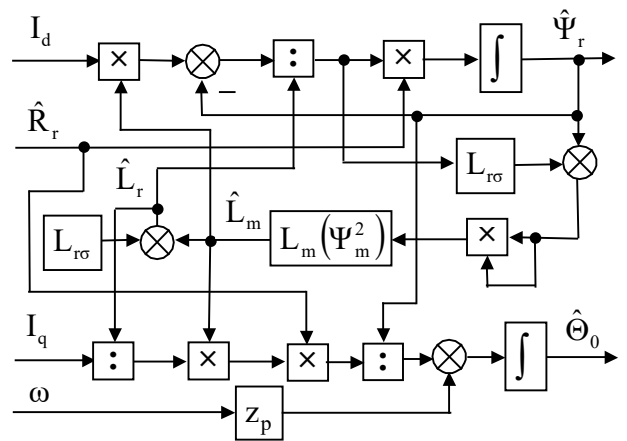 I_d × − : × ∫ Ψ̂_r
R̂_r
L̂_r L_rσ
L_rσ L̂_m L_m(Ψ_m^2) ×
I_q : × × : ∫ Θ̂_0
ω z_p